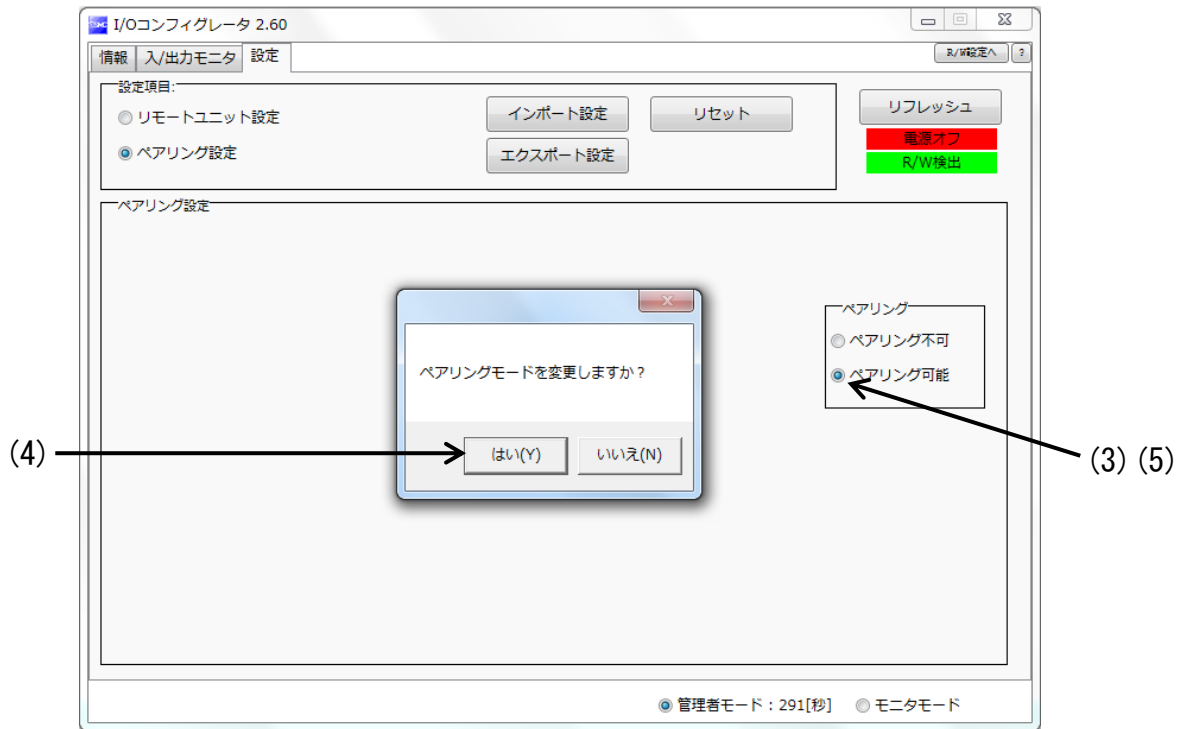 I/Oコンフィグレータ 2.60
情報 入/出力モニタ 設定 R/W設定へ ?
設定項目:
リモートユニット設定 インポート設定 リセット リフレッシュ
電源オフ
ペアリング設定 エクスポート設定 R/W検出
ペアリング設定
ペアリング
ペアリング不可
ペアリングモードを変更しますか?
ペアリング可能
(4) はい(Y) いいえ(N) (3)(5)
管理者モード:291[秒] モニタモード